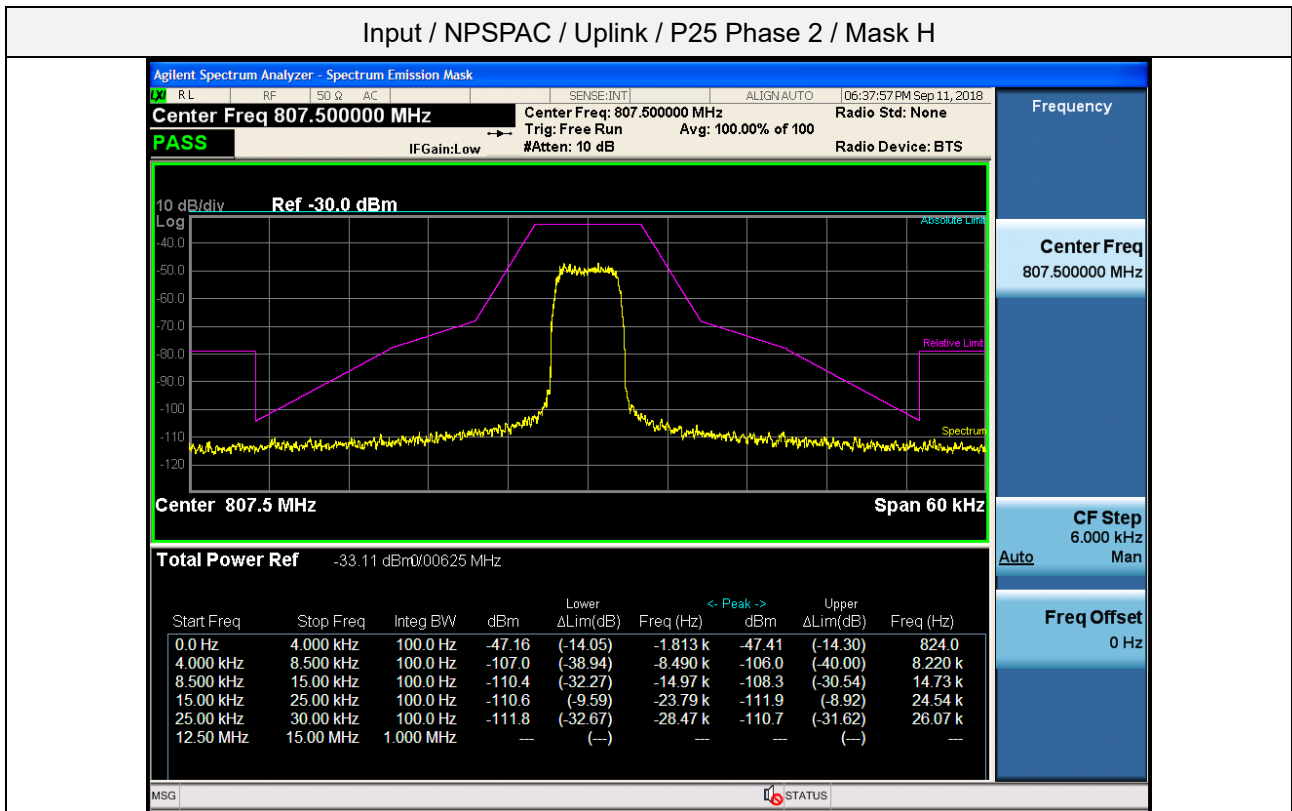 Input / NPSPAC / Uplink / P25 Phase 2 / Mask H
Agilent Spectrum Analyzer - Spectrum Emission Mask
LXI RL RF 50 Ω AC SENSE:INT ALIGN AUTO 06:37:57 PM Sep 11, 2018
Center Freq 807.500000 MHz Center Freq: 807.500000 MHz Radio Std: None
Trig: Free Run Avg: 100.00% of 100
PASS IFGain:Low #Atten: 10 dB Radio Device: BTS
Frequency
10 dB/div Ref -30.0 dBm
Log
Absolute Limit
-40.0
-50.0
-60.0
-70.0
Relative Limit
-80.0
-90.0
-100
Spectrum
-110
-120
Center 807.5 MHz Span 60 kHz
Center Freq
807.500000 MHz
CF Step
6.000 kHz
Auto Man
Freq Offset
0 Hz
Total Power Ref -33.11 dBm/0.00625 MHz
Lower <- Peak -> Upper
Start Freq Stop Freq Integ BW dBm ΔLim(dB) Freq (Hz) dBm ΔLim(dB) Freq (Hz)
0.0 Hz 4.000 kHz 100.0 Hz -47.16 (-14.05) -1.813 k -47.41 (-14.30) 824.0
4.000 kHz 8.500 kHz 100.0 Hz -107.0 (-38.94) -8.490 k -106.0 (-40.00) 8.220 k
8.500 kHz 15.00 kHz 100.0 Hz -110.4 (-32.27) -14.97 k -108.3 (-30.54) 14.73 k
15.00 kHz 25.00 kHz 100.0 Hz -110.6 (-9.59) -23.79 k -111.9 (-8.92) 24.54 k
25.00 kHz 30.00 kHz 100.0 Hz -111.8 (-32.67) -28.47 k -110.7 (-31.62) 26.07 k
12.50 MHz 15.00 MHz 1.000 MHz --- (---) --- --- (---) ---
MSG STATUS